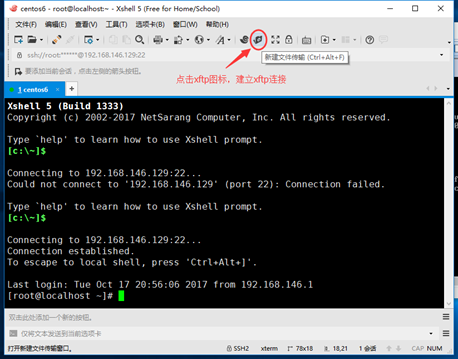 centos6 - root@localhost:~ - Xshell 5 (Free for Home/School)
文件(F) 编辑(E) 查看(V) 工具(T) 选项卡(B) 窗口(W) 帮助(H)
ssh://root:******@192.168.146.129:22
新建文件传输 (Ctrl+Alt+F)
要添加当前会话，点击左侧的箭头按钮。
点击xftp图标，建立xftp连接
1 centos6
Xshell 5 (Build 1333)
Copyright (c) 2002-2017 NetSarang Computer, Inc. All rights reserved.
Type `help' to learn how to use Xshell prompt.
[c:\~]$
Connecting to 192.168.146.129:22...
Could not connect to '192.168.146.129' (port 22): Connection failed.
Type `help' to learn how to use Xshell prompt.
[c:\~]$
Connecting to 192.168.146.129:22...
Connection established.
To escape to local shell, press 'Ctrl+Alt+]'.
Last login: Tue Oct 17 20:56:06 2017 from 192.168.146.1
[root@localhost ~]#
双击此处添加一个新的按钮。
仅将文本发送到当前选项卡
打开新建文件传输窗口。 SSH2 xterm 78x18 18,21 1 会话 CAP NUM